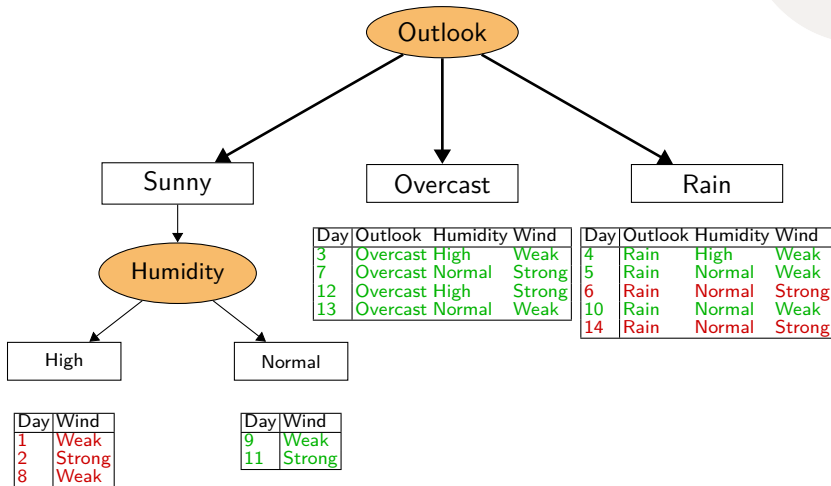 Outlook
Sunny
Overcast
Rain
Day Outlook Humidity Wind
3 Overcast High Weak
7 Overcast Normal Strong
12 Overcast High Strong
13 Overcast Normal Weak
Day Outlook Humidity Wind
4 Rain High Weak
5 Rain Normal Weak
6 Rain Normal Strong
10 Rain Normal Weak
14 Rain Normal Strong
Humidity
High
Normal
Day Wind
1 Weak
2 Strong
8 Weak
Day Wind
9 Weak
11 Strong